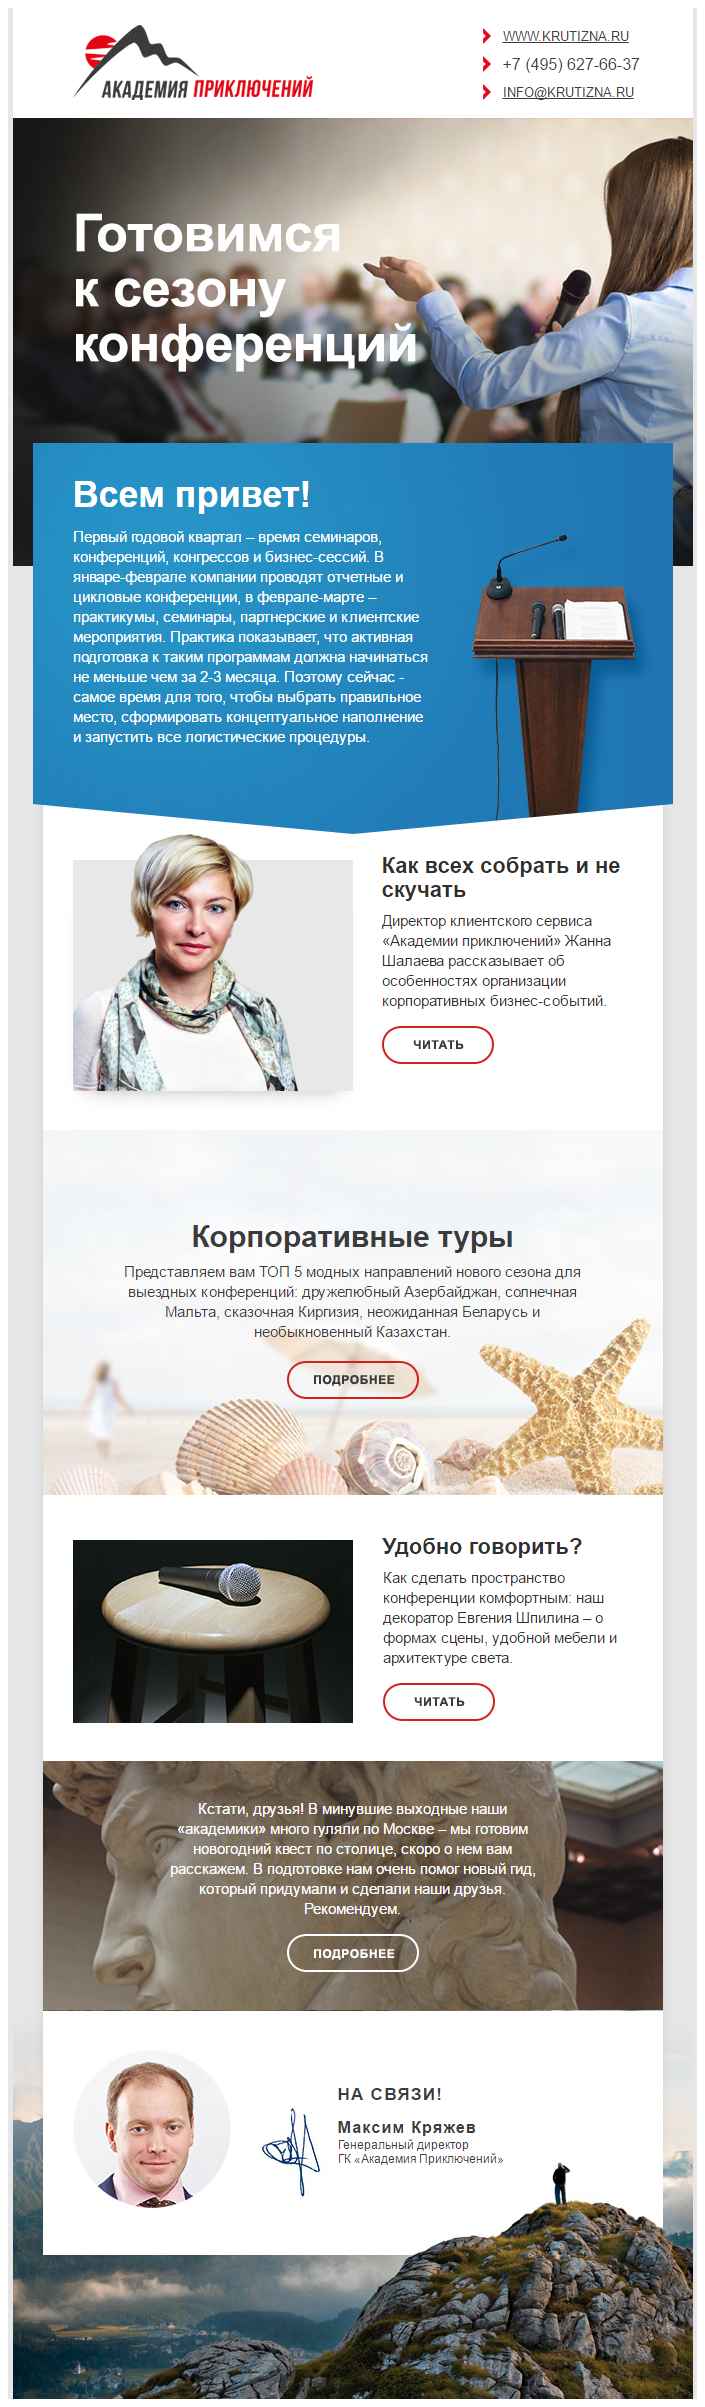 АКАДЕМИЯ ПРИКЛЮЧЕНИЙ
WWW.KRUTIZNA.RU
+7 (495) 627-66-37
INFO@KRUTIZNA.RU
Готовимся
к сезону
конференций
Всем привет!
Первый годовой квартал – время семинаров,
конференций, конгрессов и бизнес-сессий. В
январе-феврале компании проводят отчетные и
цикловые конференции, в феврале-марте –
практикумы, семинары, партнерские и клиентские
мероприятия. Практика показывает, что активная
подготовка к таким программам должна начинаться
не меньше чем за 2-3 месяца. Поэтому сейчас -
самое время для того, чтобы выбрать правильное
место, сформировать концептуальное наполнение
и запустить все логистические процедуры.
Как всех собрать и не
скучать
Директор клиентского сервиса
«Академии приключений» Жанна
Шалаева рассказывает об
особенностях организации
корпоративных бизнес-событий.
ЧИТАТЬ
Корпоративные туры
Представляем вам ТОП 5 модных направлений нового сезона для
выездных конференций: дружелюбный Азербайджан, солнечная
Мальта, сказочная Киргизия, неожиданная Беларусь и
необыкновенный Казахстан.
ПОДРОБНЕЕ
Удобно говорить?
Как сделать пространство
конференции комфортным: наш
декоратор Евгения Шпилина – о
формах сцены, удобной мебели и
архитектуре света.
ЧИТАТЬ
Кстати, друзья! В минувшие выходные наши
«академики» много гуляли по Москве – мы готовим
новогодний квест по столице, скоро о нем вам
расскажем. В подготовке нам очень помог новый гид,
который придумали и сделали наши друзья.
Рекомендуем.
ПОДРОБНЕЕ
НА СВЯЗИ!
Максим Кряжев
Генеральный директор
ГК «Академия Приключений»